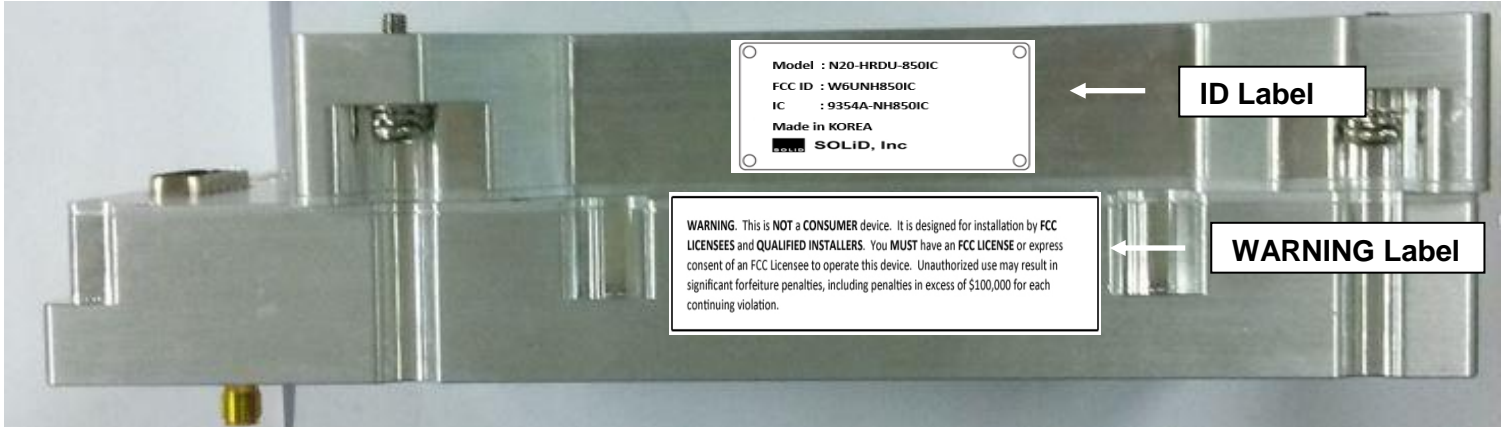 Model : N20-HRDU-850IC
FCC ID : W6UNH850IC
IC : 9354A-NH850IC
Made in KOREA
SOLiD SOLiD, Inc
ID Label
WARNING. This is NOT a CONSUMER device. It is designed for installation by FCC
LICENSEES and QUALIFIED INSTALLERS. You MUST have an FCC LICENSE or express
consent of an FCC Licensee to operate this device. Unauthorized use may result in
significant forfeiture penalties, including penalties in excess of $100,000 for each
continuing violation.
WARNING Label